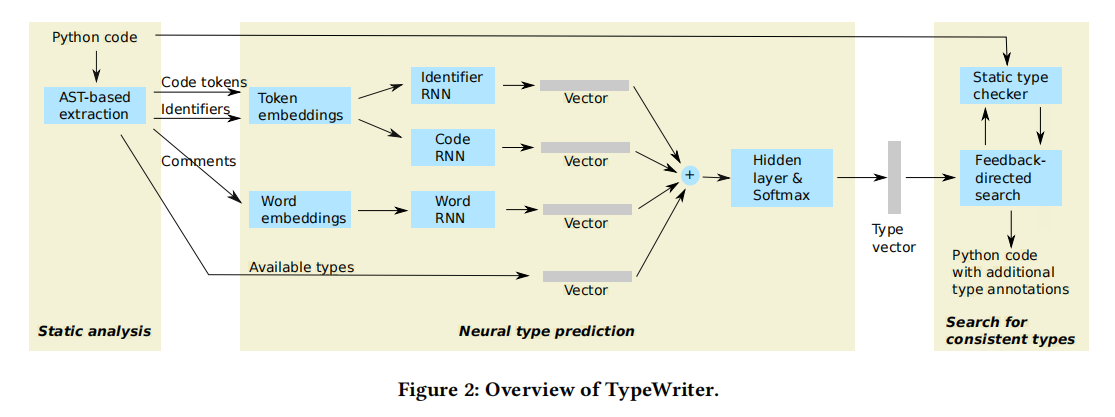 Python code
AST-based
extraction
Code tokens
Identifiers
Comments
Available types
Token
embeddings
Word
embeddings
Identifier
RNN
Code
RNN
Word
RNN
Vector
Vector
Vector
Vector
+
Hidden
layer &
Softmax
Type
vector
Static type
checker
Feedback-
directed
search
Python code
with additional
type annotations
Static analysis
Neural type prediction
Search for
consistent types
Figure 2: Overview of TypeWriter.